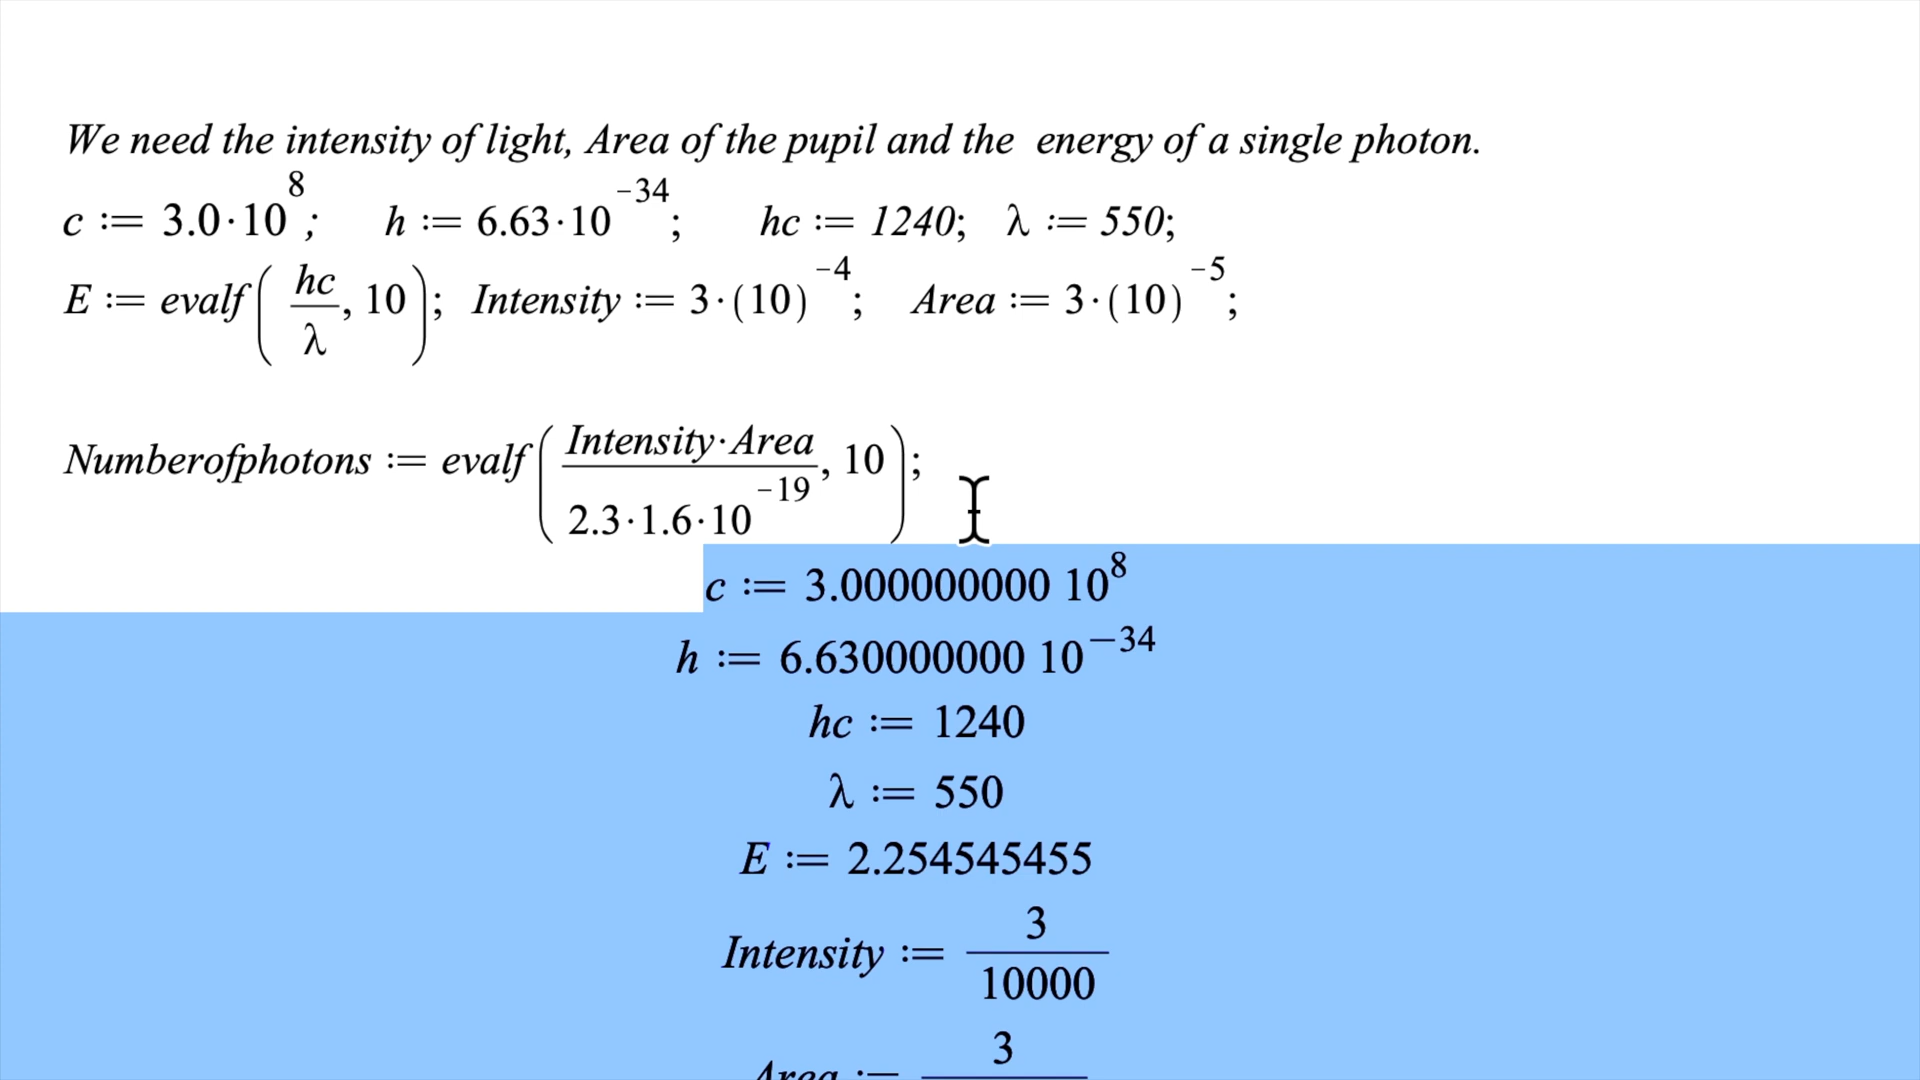 We need the intensity of light, Area of the pupil and the energy of a single photon.
c := 3.0·10^8; h := 6.63·10^-34; hc := 1240; λ := 550;
E := evalf(hc/λ, 10); Intensity := 3·(10)^-4; Area := 3·(10)^-5;
Numberofphotons := evalf(Intensity·Area/2.3·1.6·10^-19, 10);
c := 3.000000000 10^8
h := 6.630000000 10^-34
hc := 1240
λ := 550
E := 2.254545455
Intensity := 3/10000
Area := 3